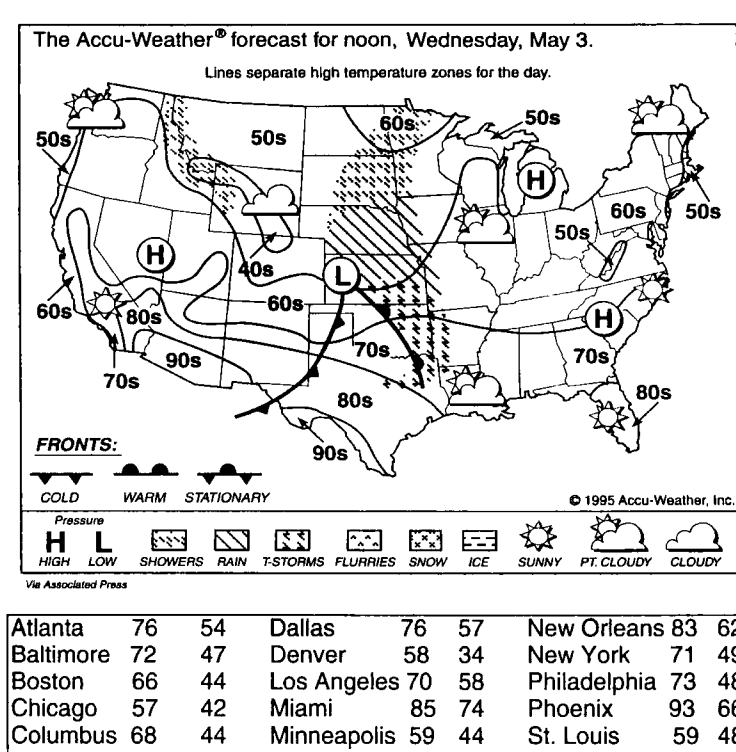 The Accu-Weather® forecast for noon, Wednesday, May 3.
Lines separate high temperature zones for the day.
50s
50s
60s
50s
H
50s
60s
50s
H
40s
L
60s
60s
80s
H
70s
90s
70s
70s
80s
80s
90s
FRONTS:
COLD WARM STATIONARY
© 1995 Accu-Weather, Inc.
Pressure
H L
HIGH LOW SHOWERS RAIN T-STORMS FLURRIES SNOW ICE SUNNY PT. CLOUDY CLOUDY
Via Associated Press
Atlanta 76 54 Dallas 76 57 New Orleans 83 62
Baltimore 72 47 Denver 58 34 New York 71 49
Boston 66 44 Los Angeles 70 58 Philadelphia 73 48
Chicago 57 42 Miami 85 74 Phoenix 93 66
Columbus 68 44 Minneapolis 59 44 St. Louis 59 48